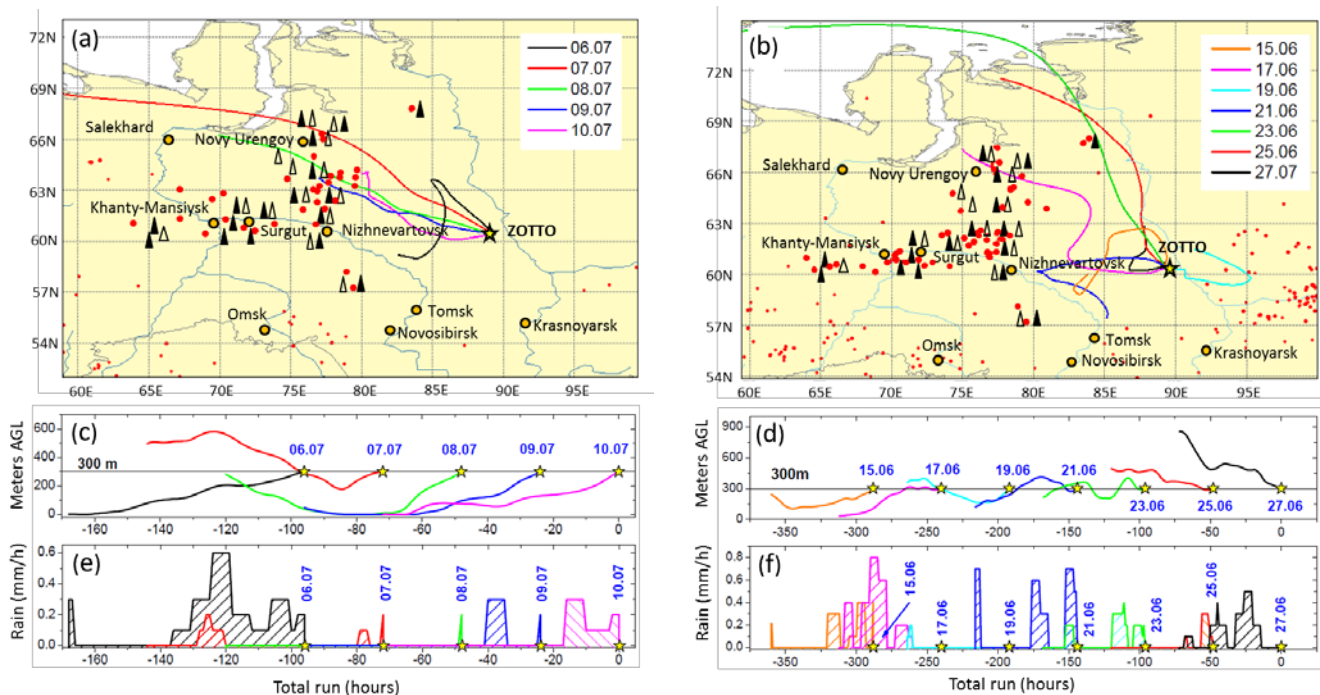 (a)
72N
69N
66N
63N
60N
57N
54N
60E 65E 70E 75E 80E 85E 90E 95E
06.07
07.07
08.07
09.07
10.07
Salekhard
Novy Urengoy
Khanty-Mansiysk
Surgut
Nizhnevartovsk
ZOTTO
Omsk
Tomsk
Novosibirsk
Krasnoyarsk
(b)
72N
69N
66N
63N
60N
57N
54N
60E 65E 70E 75E 80E 85E 90E 95E
15.06
17.06
19.06
21.06
23.06
25.06
27.07
Salekhard
Novy Urengoy
Khanty-Mansiysk
Surgut
Nizhnevartovsk
ZOTTO
Omsk
Tomsk
Novosibirsk
Krashoyarsk
(c)
Meters AGL
600
400
200
0
300 m
06.07 07.07 08.07 09.07 10.07
-160 -140 -120 -100 -80 -60 -40 -20 0
(d)
Meters AGL
900
600
300
0
300m
15.06 17.06 19.06 21.06
23.06 25.06 27.06
-350 -300 -250 -200 -150 -100 -50 0
(e)
Rain (mm/h)
0.6
0.4
0.2
0.0
06.07 07.07 08.07 09.07 10.07
-160 -140 -120 -100 -80 -60 -40 -20 0
Total run (hours)
(f)
Rain (mm/h)
0.8
0.6
0.4
0.2
0.0
15.06 17.06 19.06 21.06 23.06 25.06 27.06
-350 -300 -250 -200 -150 -100 -50 0
Total run (hours)